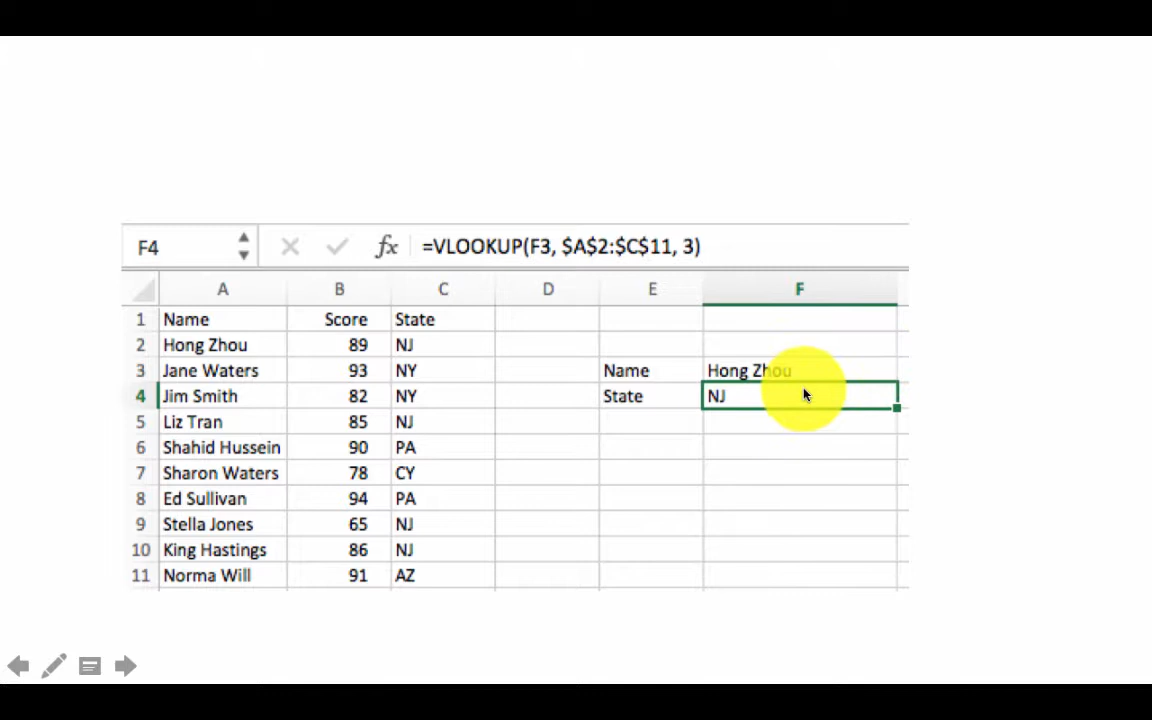 F4 fx =VLOOKUP(F3, $A$2:$C$11, 3)
A B C D E F
1 Name Score State
2 Hong Zhou 89 NJ
3 Jane Waters 93 NY Name Hong Zhou
4 Jim Smith 82 NY State NJ
5 Liz Tran 85 NJ
6 Shahid Hussein 90 PA
7 Sharon Waters 78 CY
8 Ed Sullivan 94 PA
9 Stella Jones 65 NJ
10 King Hastings 86 NJ
11 Norma Will 91 AZ